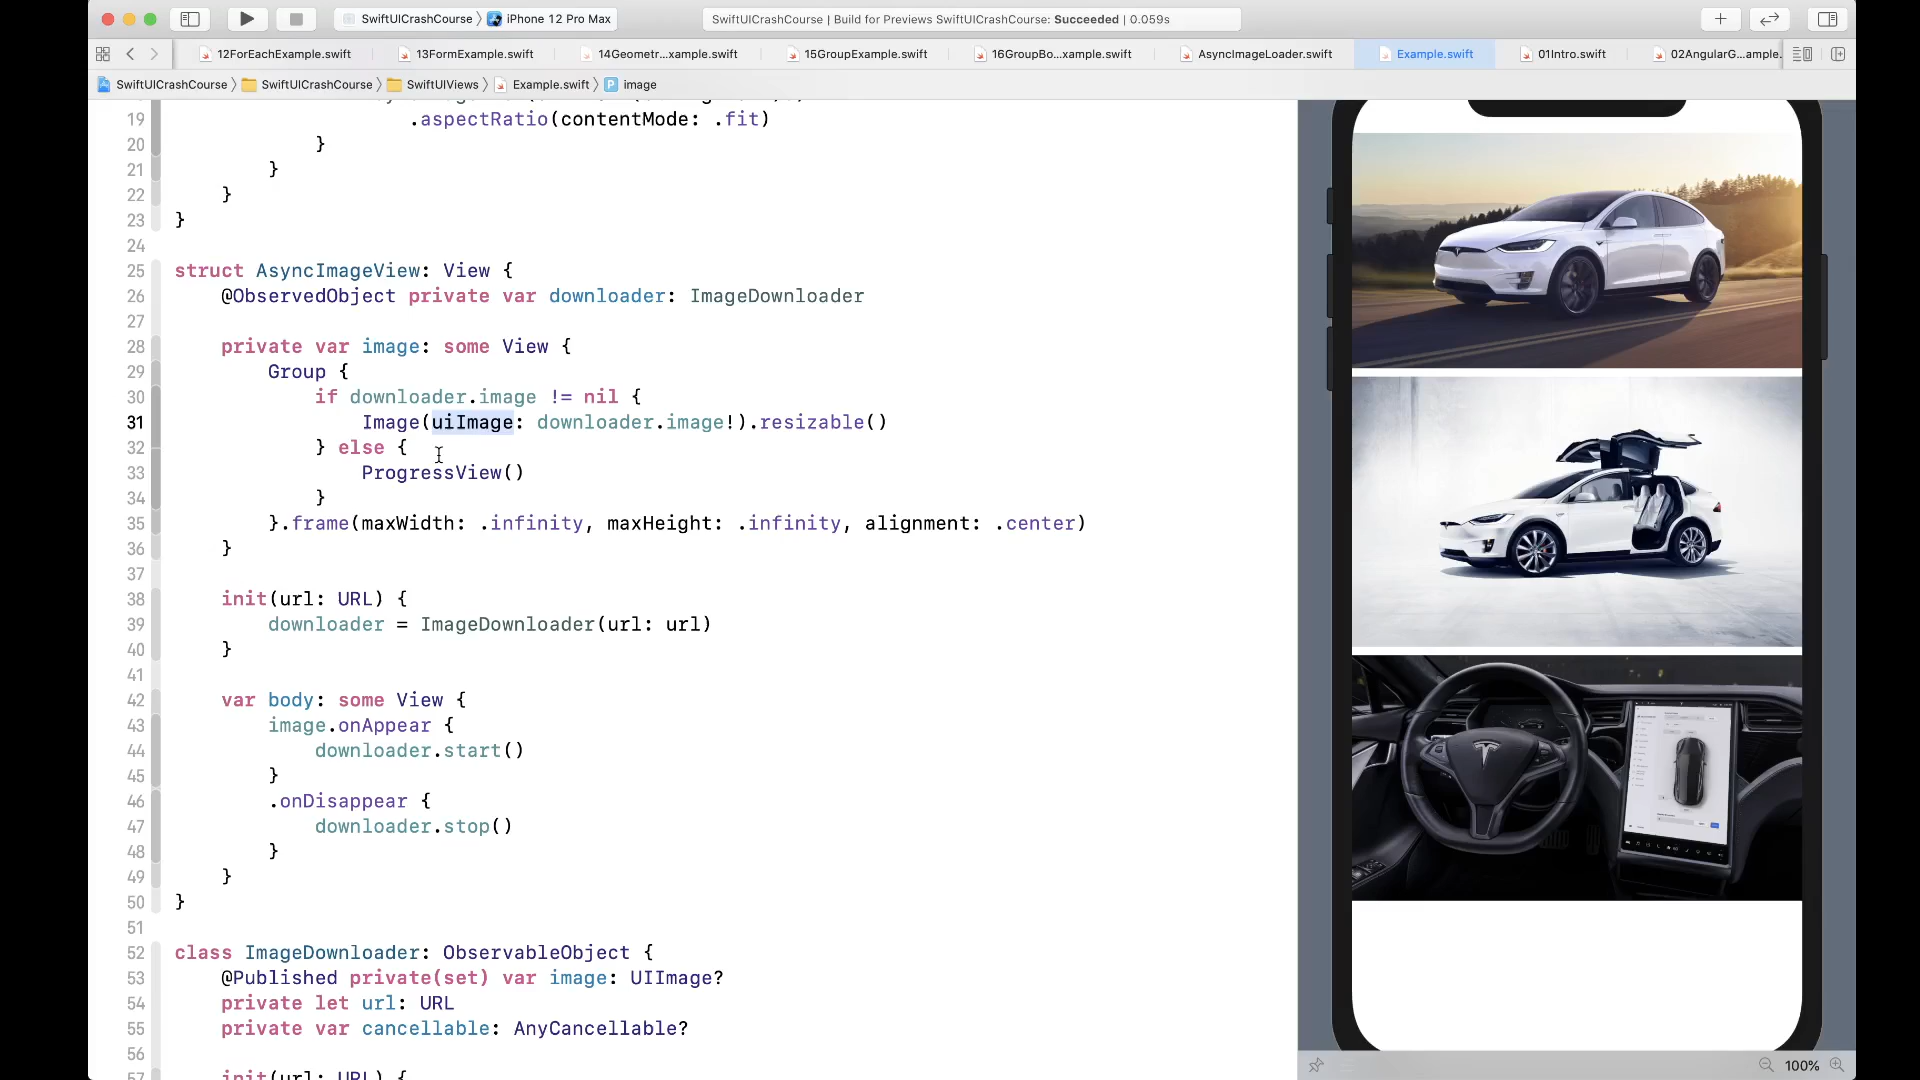 SwiftUICrashCourse 〉 iPhone 12 Pro Max
SwiftUICrashCourse | Build for Previews SwiftUICrashCourse: Succeeded | 0.059s
12ForEachExample.swift
13FormExample.swift
14Geometr...xample.swift
15GroupExample.swift
16GroupBo...xample.swift
AsyncImageLoader.swift
Example.swift
01Intro.swift
02AngularG...ample.
SwiftUICrashCourse 〉 SwiftUICrashCourse 〉 SwiftUIViews 〉 Example.swift 〉 P image
19 .aspectRatio(contentMode: .fit)
20 }
21 }
22 }
23 }
24
25 struct AsyncImageView: View {
26 @ObservedObject private var downloader: ImageDownloader
27
28 private var image: some View {
29 Group {
30 if downloader.image != nil {
31 Image(uiImage: downloader.image!).resizable()
32 } else {
33 ProgressView()
34 }
35 }.frame(maxWidth: .infinity, maxHeight: .infinity, alignment: .center)
36 }
37
38 init(url: URL) {
39 downloader = ImageDownloader(url: url)
40 }
41
42 var body: some View {
43 image.onAppear {
44 downloader.start()
45 }
46 .onDisappear {
47 downloader.stop()
48 }
49 }
50 }
51
52 class ImageDownloader: ObservableObject {
53 @Published private(set) var image: UIImage?
54 private let url: URL
55 private var cancellable: AnyCancellable?
56
57 init(url: URL) {
100%